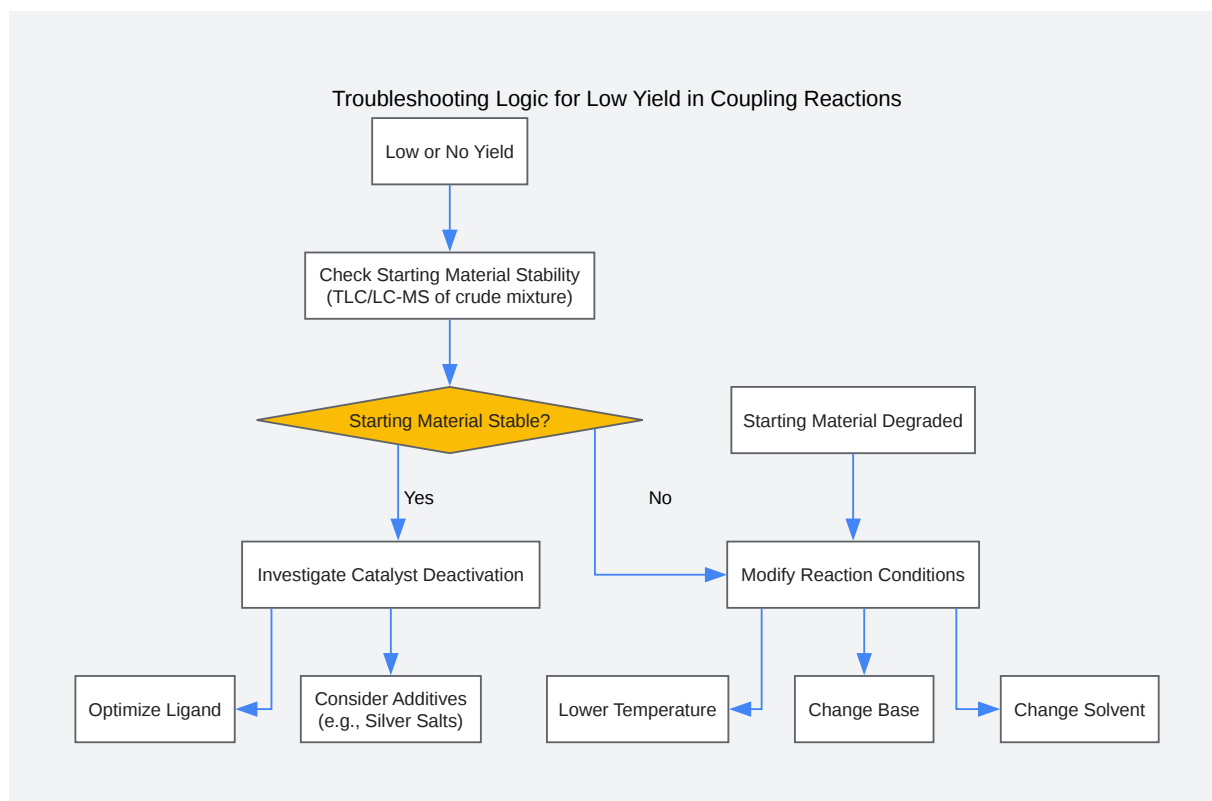 Troubleshooting Logic for Low Yield in Coupling Reactions
Low or No Yield
Check Starting Material Stability
(TLC/LC-MS of crude mixture)
Starting Material Stable?
Starting Material Degraded
Yes
No
Investigate Catalyst Deactivation
Modify Reaction Conditions
Optimize Ligand
Consider Additives
(e.g., Silver Salts)
Lower Temperature
Change Base
Change Solvent